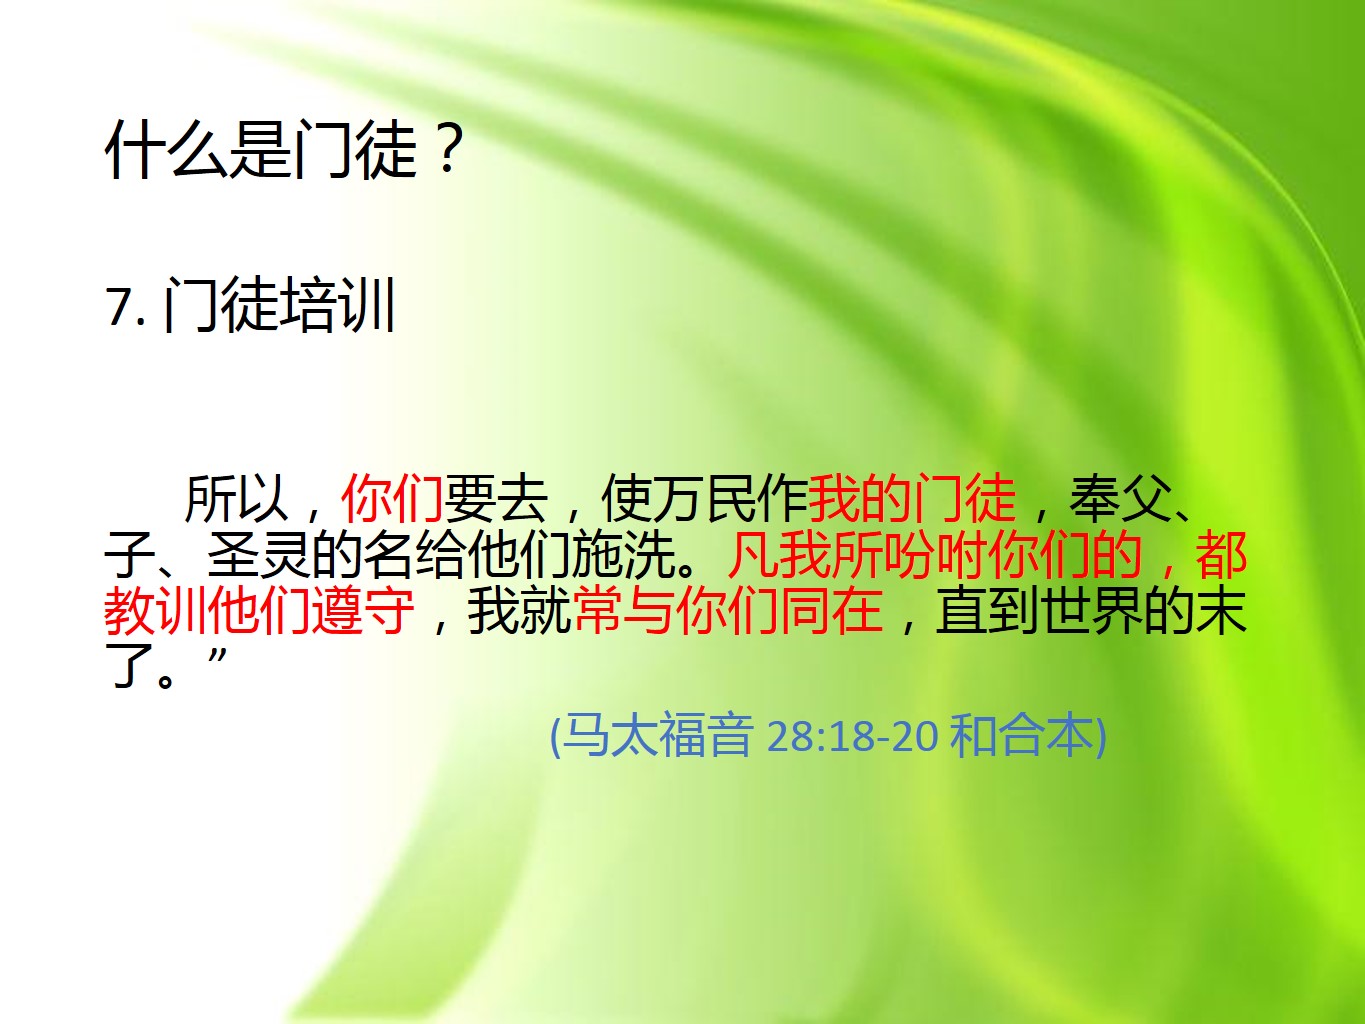 什么是门徒？
7. 门徒培训
所以，你们要去，使万民作我的门徒，奉父、
子、圣灵的名给他们施洗。凡我所吩咐你们的，都
教训他们遵守，我就常与你们同在，直到世界的末
了。”
(马太福音 28:18-20 和合本)